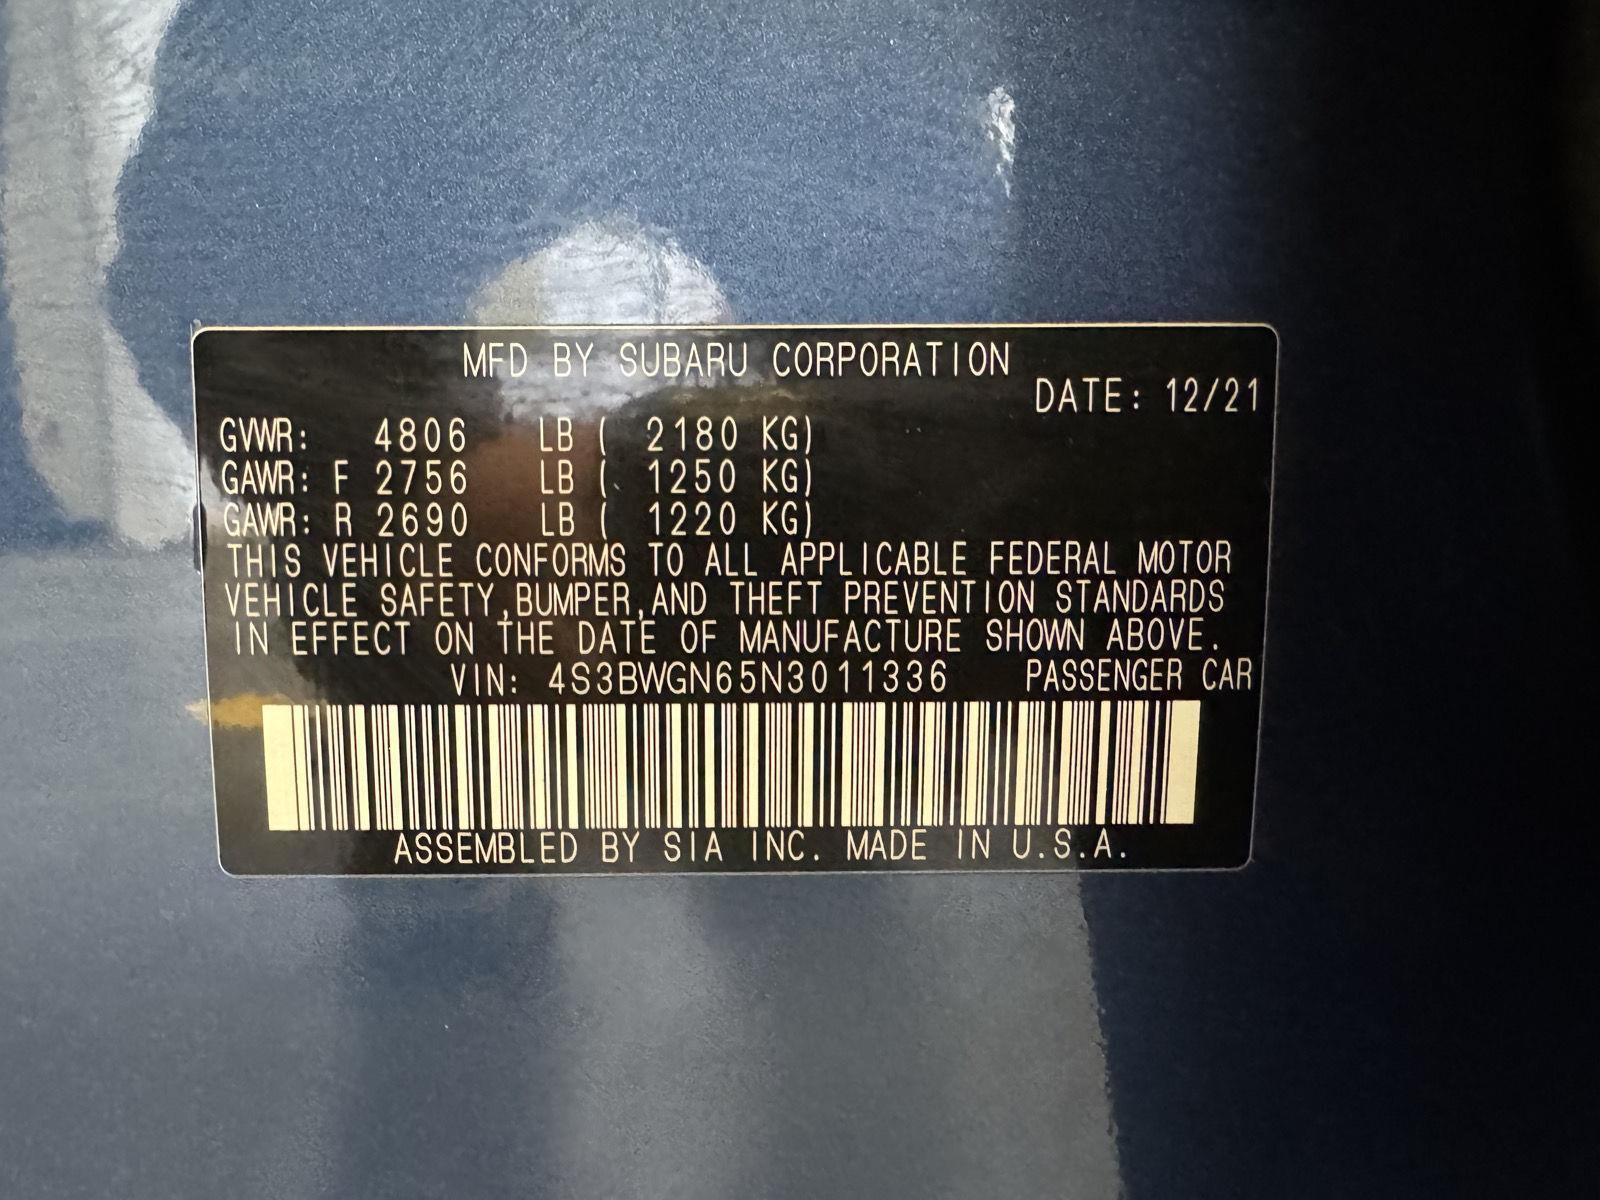 MFD BY SUBARU CORPORATION
DATE: 12/21
GVWR: 4806 LB ( 2180 KG)
GAWR: F 2756 LB ( 1250 KG)
GAWR: R 2690 LB ( 1220 KG)
THIS VEHICLE CONFORMS TO ALL APPLICABLE FEDERAL MOTOR
VEHICLE SAFETY,BUMPER,AND THEFT PREVENTION STANDARDS
IN EFFECT ON THE DATE OF MANUFACTURE SHOWN ABOVE.
VIN: 4S3BWGN65N3011336 PASSENGER CAR
ASSEMBLED BY SIA INC. MADE IN U.S.A.